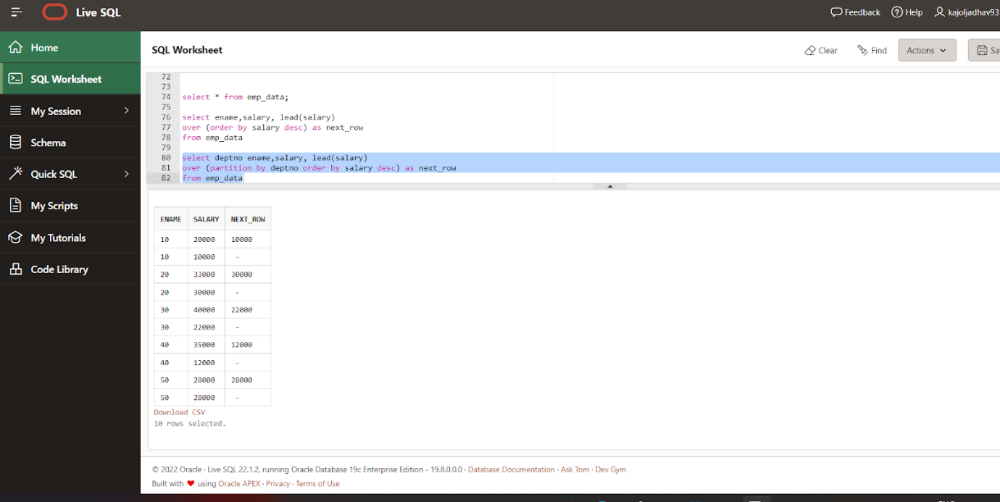 Live SQL
Feedback Help kajoljadhav93
Home
SQL Worksheet
My Session
Schema
Quick SQL
My Scripts
My Tutorials
Code Library
SQL Worksheet
Clear Find Actions Sa
72
73
74 select * from emp_data;
75
76 select ename,salary, lead(salary)
77 over (order by salary desc) as next_row
78 from emp_data
79
80 select deptno ename,salary, lead(salary)
81 over (partition by deptno order by salary desc) as next_row
82 from emp_data
ENAME SALARY NEXT_ROW
10 20000 10000
10 10000 -
20 33000 30000
20 30000 -
30 40000 22000
30 22000 -
40 35000 12000
40 12000 -
50 28000 28000
50 28000 -
Download CSV
10 rows selected.
© 2022 Oracle · Live SQL 22.1.2, running Oracle Database 19c Enterprise Edition - 19.8.0.0.0 · Database Documentation · Ask Tom · Dev Gym
Built with ❤ using Oracle APEX · Privacy · Terms of Use